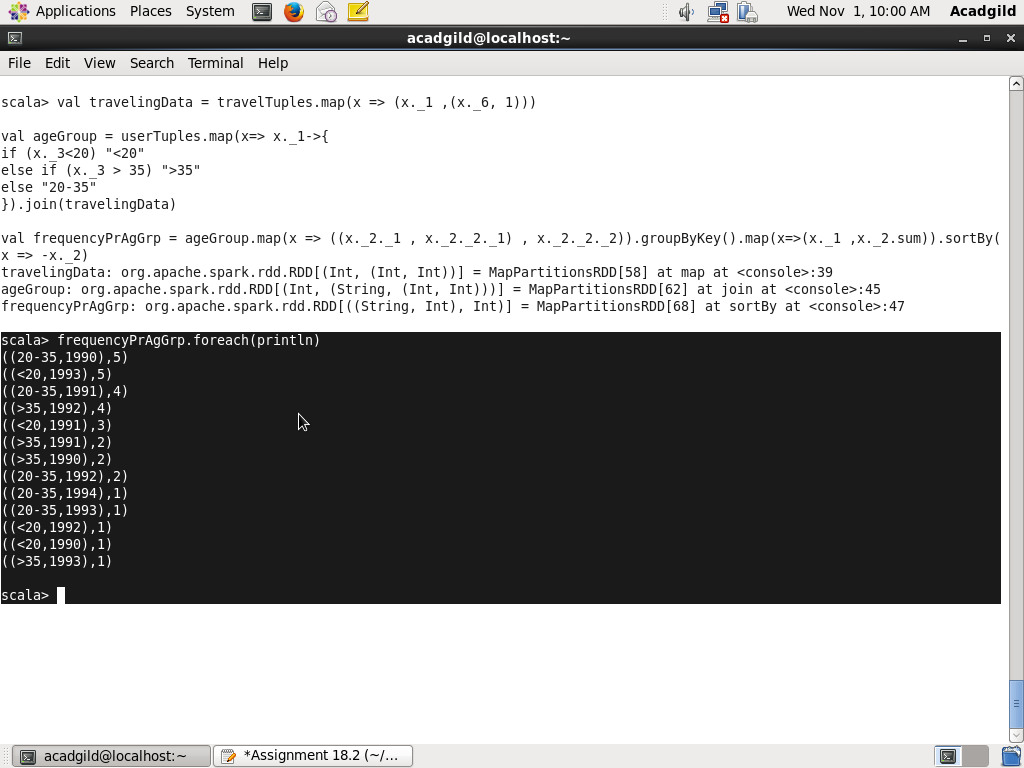 Applications Places System Wed Nov 1, 10:00 AM Acadgild
acadgild@localhost:~
File Edit View Search Terminal Help
scala> val travelingData = travelTuples.map(x => (x._1 ,(x._6, 1)))
val ageGroup = userTuples.map(x=> x._1->{
if (x._3<20) "<20"
else if (x._3 > 35) ">35"
else "20-35"
}).join(travelingData)
val frequencyPrAgGrp = ageGroup.map(x => ((x._2._1 , x._2._2._1) , x._2._2._2)).groupByKey().map(x=>(x._1 ,x._2.sum)).sortBy(
x => -x._2)
travelingData: org.apache.spark.rdd.RDD[(Int, (Int, Int))] = MapPartitionsRDD[58] at map at <console>:39
ageGroup: org.apache.spark.rdd.RDD[(Int, (String, (Int, Int)))] = MapPartitionsRDD[62] at join at <console>:45
frequencyPrAgGrp: org.apache.spark.rdd.RDD[((String, Int), Int)] = MapPartitionsRDD[68] at sortBy at <console>:47
scala> frequencyPrAgGrp.foreach(println)
((20-35,1990),5)
((<20,1993),5)
((20-35,1991),4)
((>35,1992),4)
((<20,1991),3)
((>35,1991),2)
((>35,1990),2)
((20-35,1992),2)
((20-35,1994),1)
((20-35,1993),1)
((<20,1992),1)
((<20,1990),1)
((>35,1993),1)
scala>
acadgild@localhost:~ *Assignment 18.2 (~/...